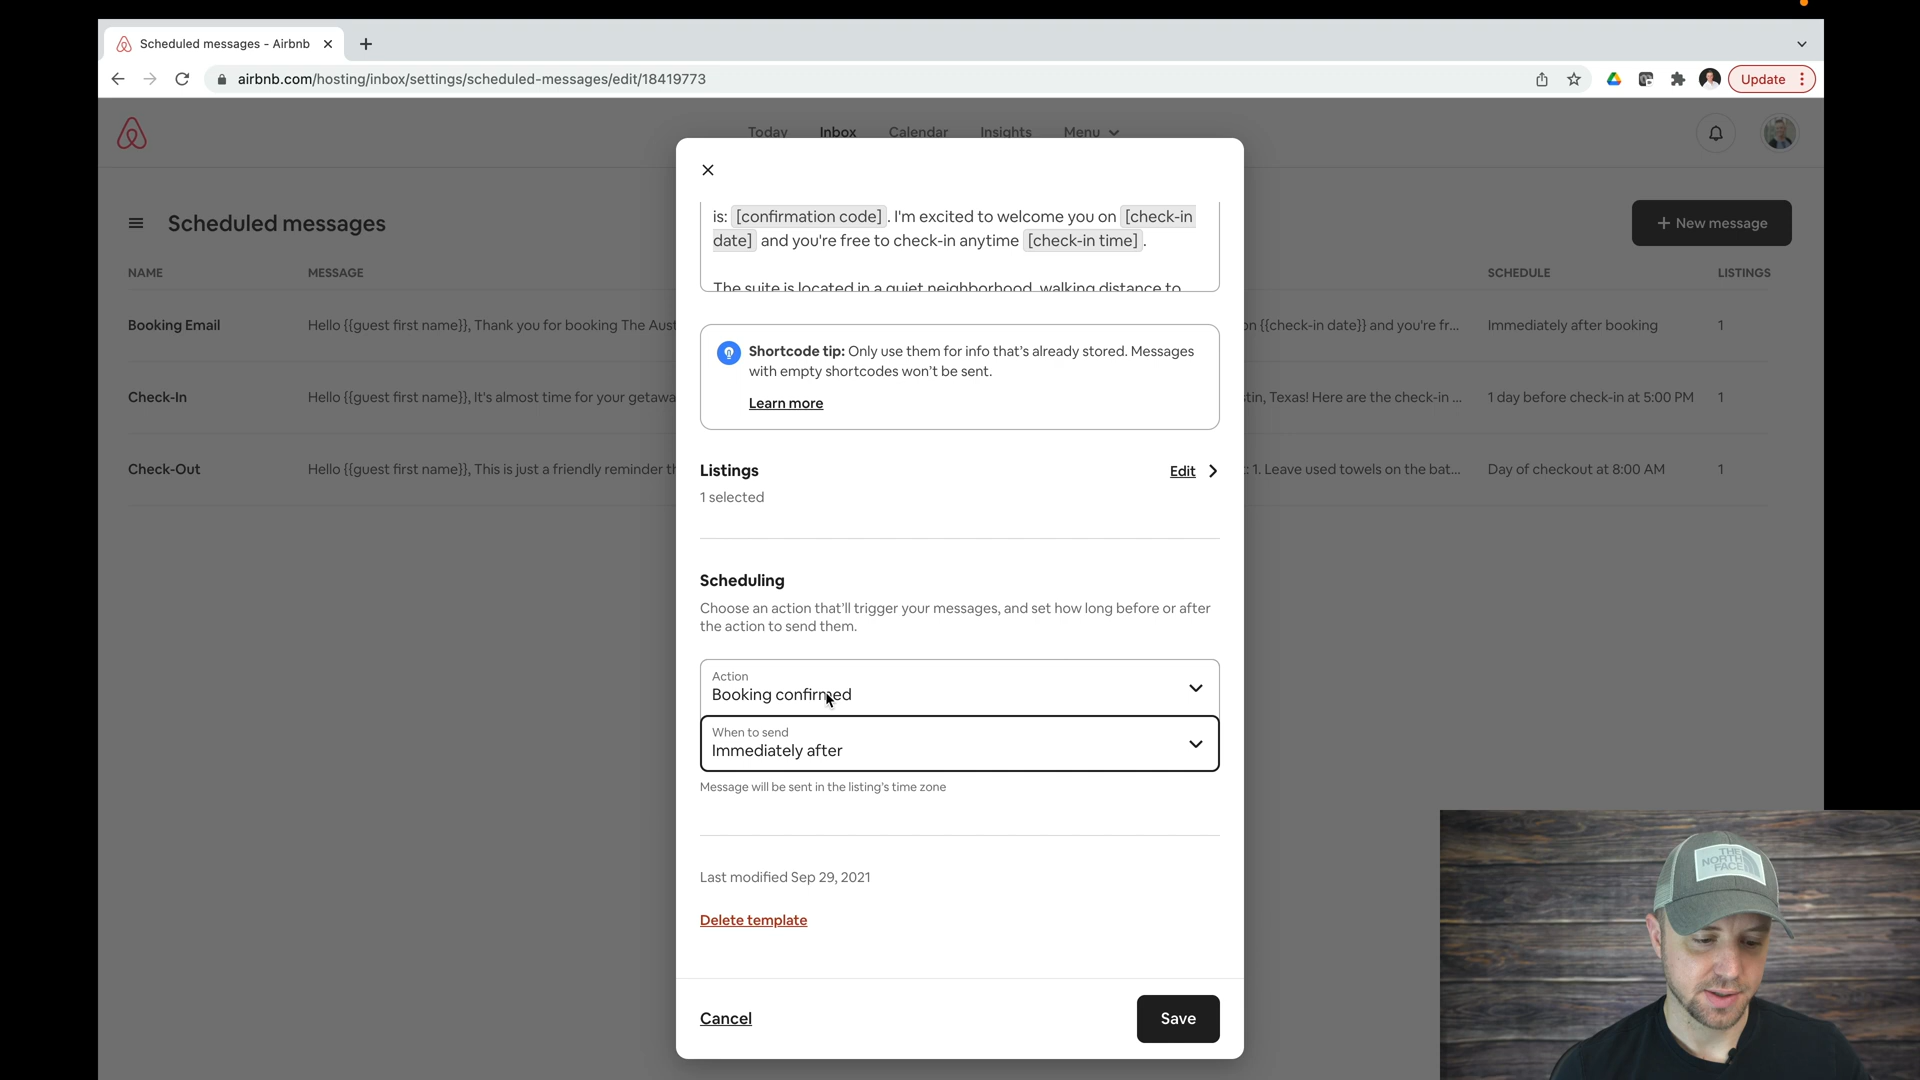 Scheduled messages - Airbnb
airbnb.com/hosting/inbox/settings/scheduled-messages/edit/18419773
Update
Today Inbox Calendar Insights Menu
Scheduled messages
+ New message
NAME MESSAGE SCHEDULE LISTINGS
Booking Email Hello {{guest first name}}, Thank you for booking The Aust on {{check-in date}} and you're fr... Immediately after booking 1
Check-In Hello {{guest first name}}, It's almost time for your getawa tin, Texas! Here are the check-in ... 1 day before check-in at 5:00 PM 1
Check-Out Hello {{guest first name}}, This is just a friendly reminder th : 1. Leave used towels on the bat... Day of checkout at 8:00 AM 1
is: [confirmation code] . I'm excited to welcome you on [check-in
date] and you're free to check-in anytime [check-in time] .
The suite is located in a quiet neighborhood, walking distance to
Shortcode tip: Only use them for info that's already stored. Messages
with empty shortcodes won't be sent.
Learn more
Listings
Edit
1 selected
Scheduling
Choose an action that'll trigger your messages, and set how long before or after
the action to send them.
Action
Booking confirmed
When to send
Immediately after
Message will be sent in the listing's time zone
Last modified Sep 29, 2021
Delete template
Cancel
Save
THE
NORTH
FACE